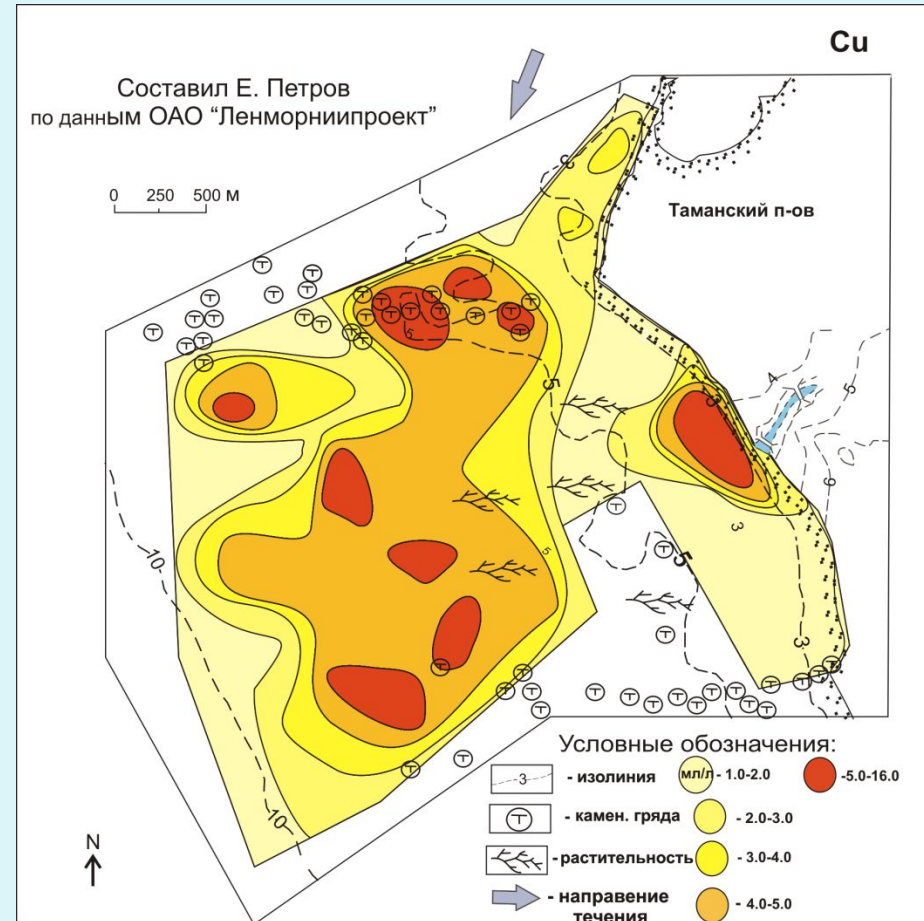 Cu
Составил Е. Петров
по данным ОАО “Ленморниипроект”
0 250 500 м
Таманский п-ов
3
5
5
4
3
5
6
5
3
10
5
3
10
N
Условные обозначения:
3 - изолиния
Т - камен. гряда
- растительность
- направение
течения
мл/л - 1.0-2.0
- 2.0-3.0
- 3.0-4.0
- 4.0-5.0
-5.0-16.0